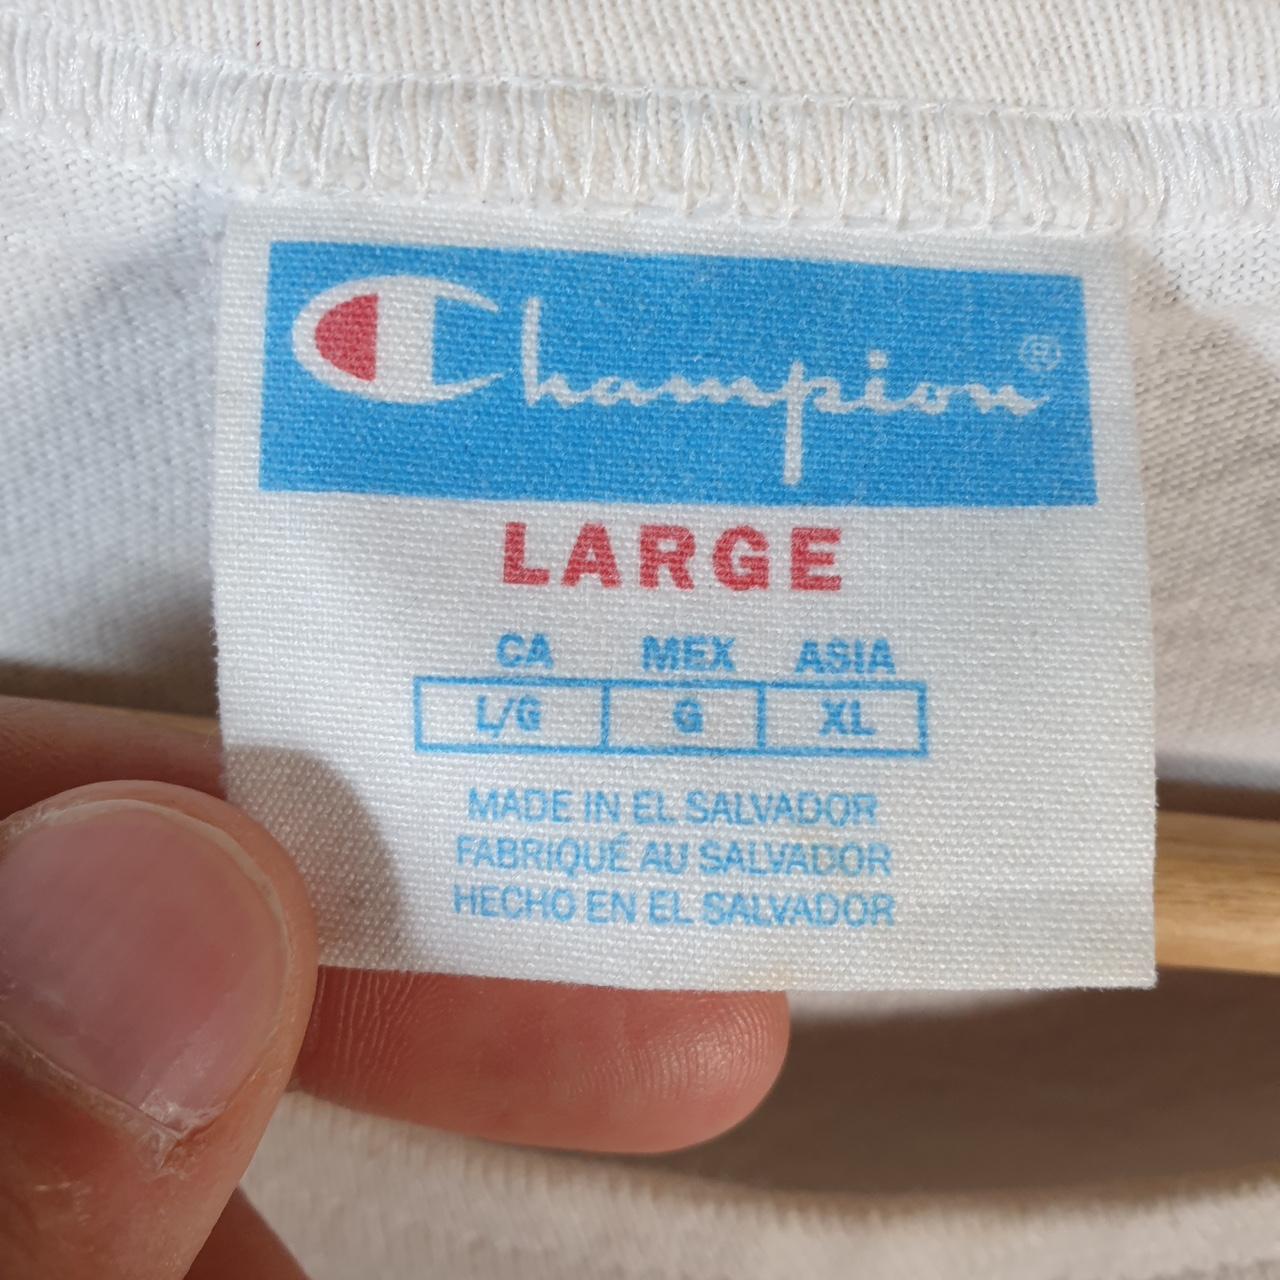 Champion®
LARGE
CA MEX ASIA
L/G G XL
MADE IN EL SALVADOR
FABRIQUÉ AU SALVADOR
HECHO EN EL SALVADOR